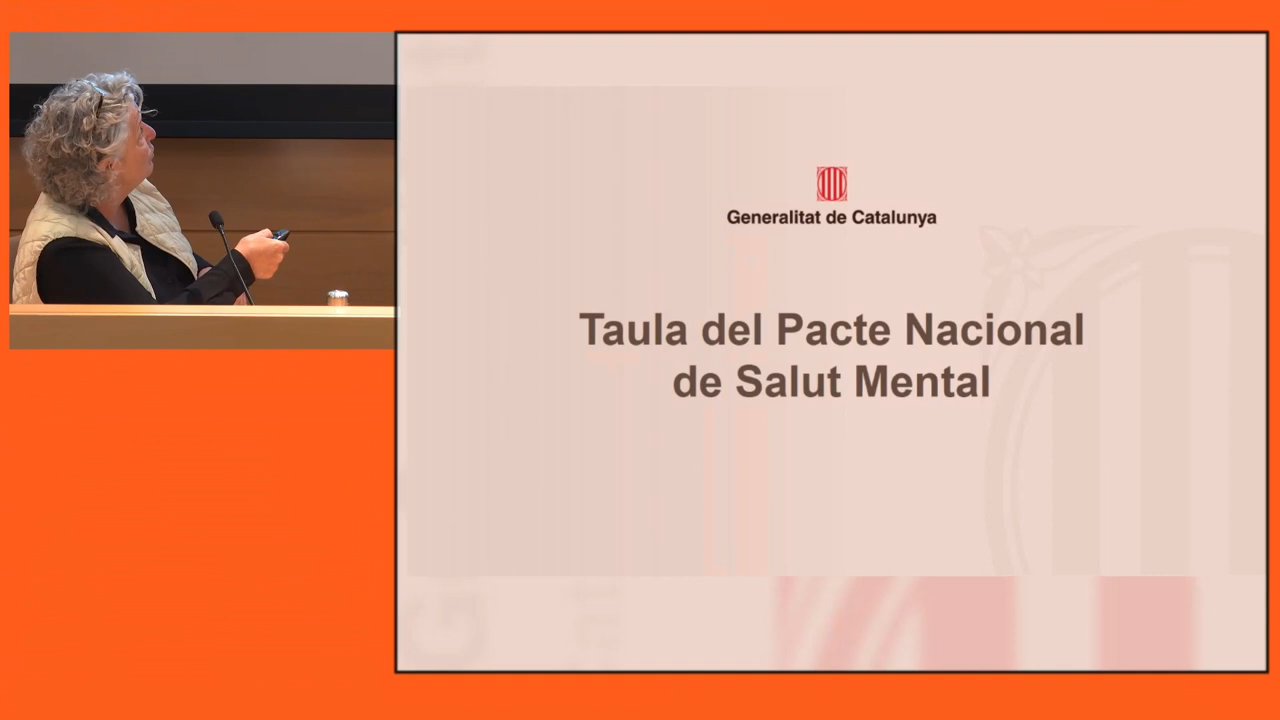 Generalitat de Catalunya
Taula del Pacte Nacional
de Salut Mental